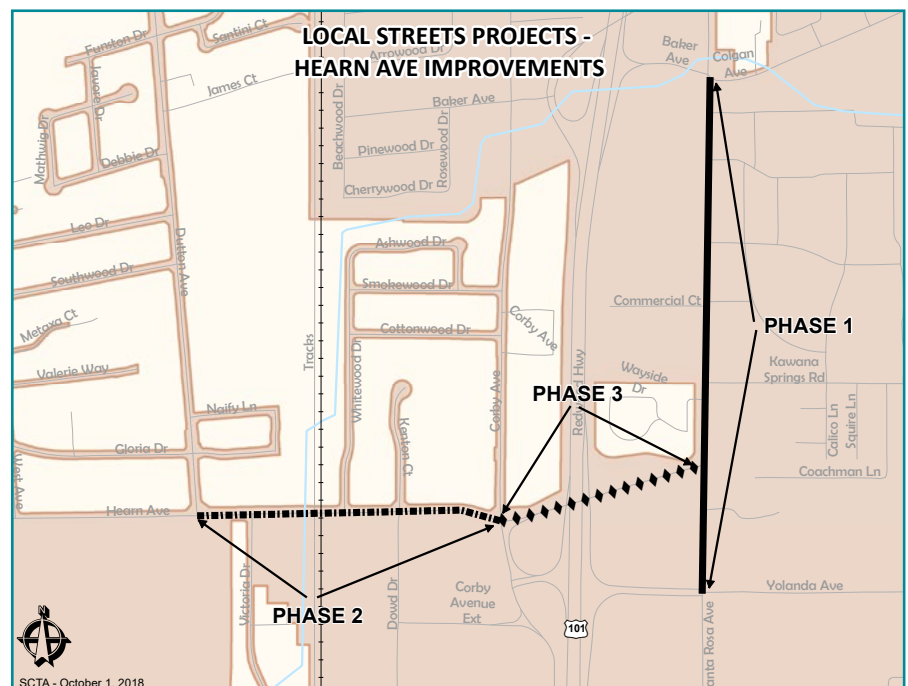 LOCAL STREETS PROJECTS -
HEARN AVE IMPROVEMENTS
Funston Dr
Santini Ct
Arrowood Dr
Baker
Ave
Colgan
Ave
Javore Dr
James Ct
Beachwood Dr
Baker Ave
Mathwig Dr
Debbie Dr
Pinewood Dr
Rosewood Dr
Cherrywood Dr
Leo Dr
Dutton Ave
Ashwood Dr
Southwood Dr
Smokewood Dr
Commercial Ct
Corby Ave
Metaxa Ct
Cottonwood Dr
PHASE 1
Tracks
Valerie Way
Whitewood Dr
Corby Ave
Redwood Hwy
Wayside
Dr
Kawana
Springs Rd
PHASE 3
Naify Ln
Kenton Ct
Calico Ln
Squire Ln
Gloria Dr
West Ave
Coachman Ln
Hearn Ave
Victoria Dr
Dowd Dr
Corby
Avenue
Ext
Yolanda Ave
PHASE 2
101
N
anta Rosa Ave
SCTA - October 1, 2018